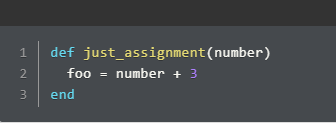 1 def just_assignment(number)
2   foo = number + 3
3 end